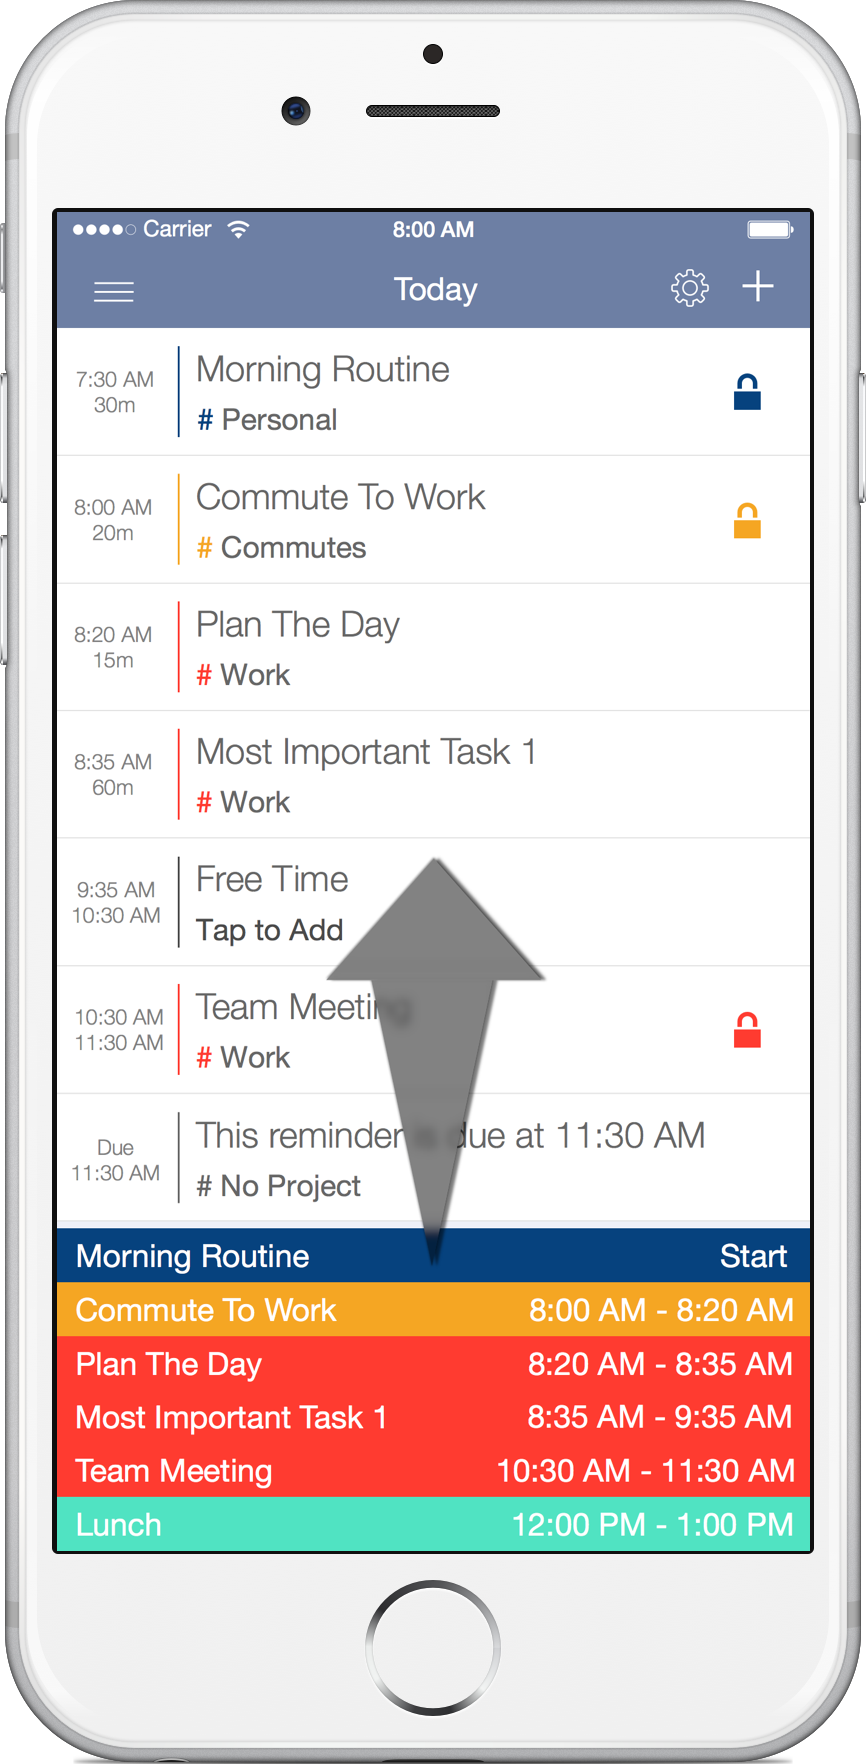 Carrier 8:00 AM
Today
7:30 AM
30m
Morning Routine
# Personal
8:00 AM
20m
Commute To Work
# Commutes
8:20 AM
15m
Plan The Day
# Work
8:35 AM
60m
Most Important Task 1
# Work
9:35 AM
10:30 AM
Free Time
Tap to Add
10:30 AM
11:30 AM
Team Meeting
# Work
Due
11:30 AM
This reminder is due at 11:30 AM
# No Project
Morning Routine Start
Commute To Work 8:00 AM - 8:20 AM
Plan The Day 8:20 AM - 8:35 AM
Most Important Task 1 8:35 AM - 9:35 AM
Team Meeting 10:30 AM - 11:30 AM
Lunch 12:00 PM - 1:00 PM